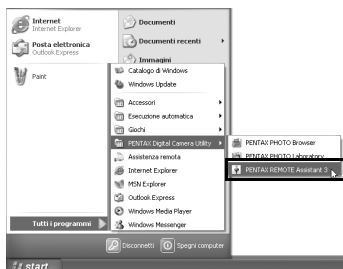 Internet
Internet Explorer
Posta elettronica
Outlook Express
Paint
Tutti i programmi
Documenti
Documenti recenti
Immagini
Catalogo di Windows
Windows Update
Accessori
Esecuzione automatica
Giochi
PENTAX Digital Camera Utility
Assistenza remota
Internet Explorer
MSN Explorer
Outlook Express
Windows Media Player
Windows Messenger
PENTAX PHOTO Browser
PENTAX PHOTO Laboratory
PENTAX REMOTE Assistant 3
Disconnetti
Spegni computer
start